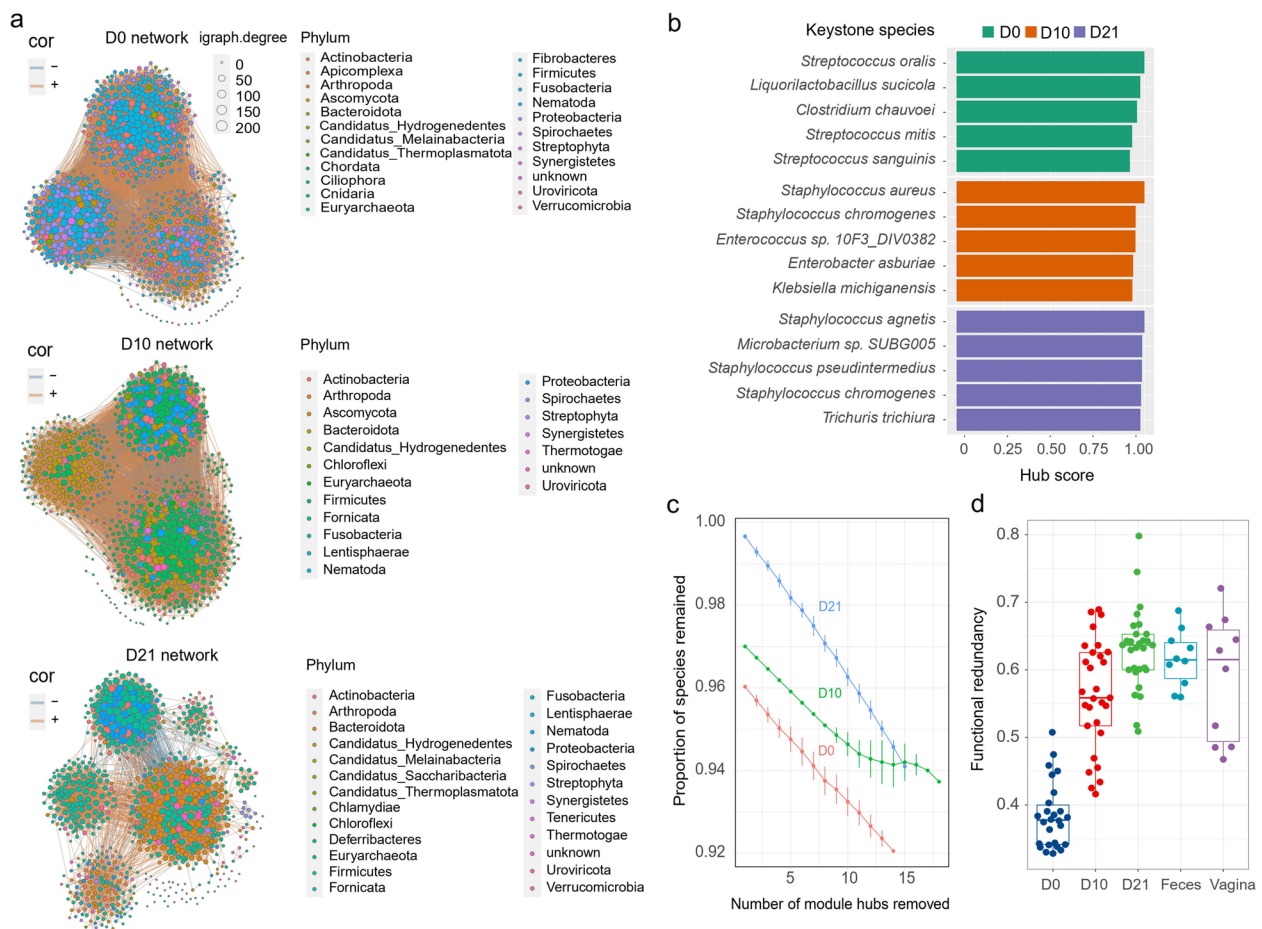 a
D0 network
cor
−
+
igraph.degree
0
50
100
150
200
Phylum
Actinobacteria
Apicomplexa
Arthropoda
Ascomycota
Bacteroidota
Candidatus_Hydrogenedentes
Candidatus_Melainabacteria
Candidatus_Thermoplasmatota
Chordata
Ciliophora
Cnidaria
Euryarchaeota
Fibrobacteres
Firmicutes
Fusobacteria
Nematoda
Proteobacteria
Spirochaetes
Streptophyta
Synergistetes
unknown
Uroviricota
Verrucomicrobia
D10 network
cor
−
+
Phylum
Actinobacteria
Arthropoda
Ascomycota
Bacteroidota
Candidatus_Hydrogenedentes
Chloroflexi
Euryarchaeota
Firmicutes
Fornicata
Fusobacteria
Lentisphaerae
Nematoda
Proteobacteria
Spirochaetes
Streptophyta
Synergistetes
Thermotogae
unknown
Uroviricota
D21 network
cor
−
+
Phylum
Actinobacteria
Arthropoda
Bacteroidota
Candidatus_Hydrogenedentes
Candidatus_Melainabacteria
Candidatus_Saccharibacteria
Candidatus_Thermoplasmatota
Chlamydiae
Chloroflexi
Deferribacteres
Euryarchaeota
Firmicutes
Fornicata
Fusobacteria
Lentisphaerae
Nematoda
Proteobacteria
Spirochaetes
Streptophyta
Synergistetes
Tenericutes
Thermotogae
unknown
Uroviricota
Verrucomicrobia
b
Keystone species
D0 D10 D21
Streptococcus oralis
Liquorilactobacillus sucicola
Clostridium chauvoei
Streptococcus mitis
Streptococcus sanguinis
Staphylococcus aureus
Staphylococcus chromogenes
Enterococcus sp. 10F3_DIV0382
Enterobacter asburiae
Klebsiella michiganensis
Staphylococcus agnetis
Microbacterium sp. SUBG005
Staphylococcus pseudintermedius
Staphylococcus chromogenes
Trichuris trichiura
0 0.25 0.50 0.75 1.00
Hub score
c
Proportion of species remained
1.00
0.98
0.96
0.94
0.92
D21
D10
D0
5 10 15
Number of module hubs removed
d
Functional redundancy
0.8
0.7
0.6
0.5
0.4
D0 D10 D21 Feces Vagina